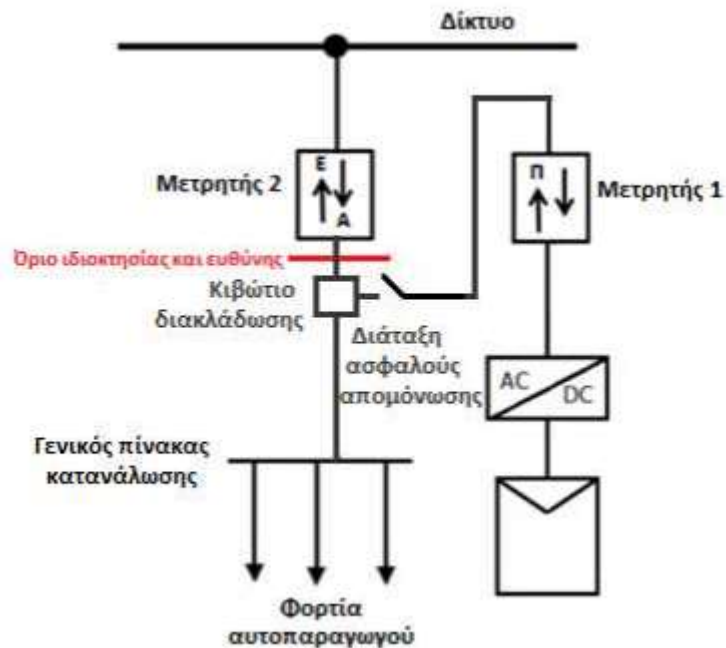 Δίκτυο
Μετρητής 2
Ε
Α
Π
Μετρητής 1
Όριο ιδιοκτησίας και ευθύνης
Κιβώτιο
διακλάδωσης
Διάταξη
ασφαλούς
απομόνωσης
AC
DC
Γενικός πίνακας
κατανάλωσης
Φορτία
αυτοπαραγωγού